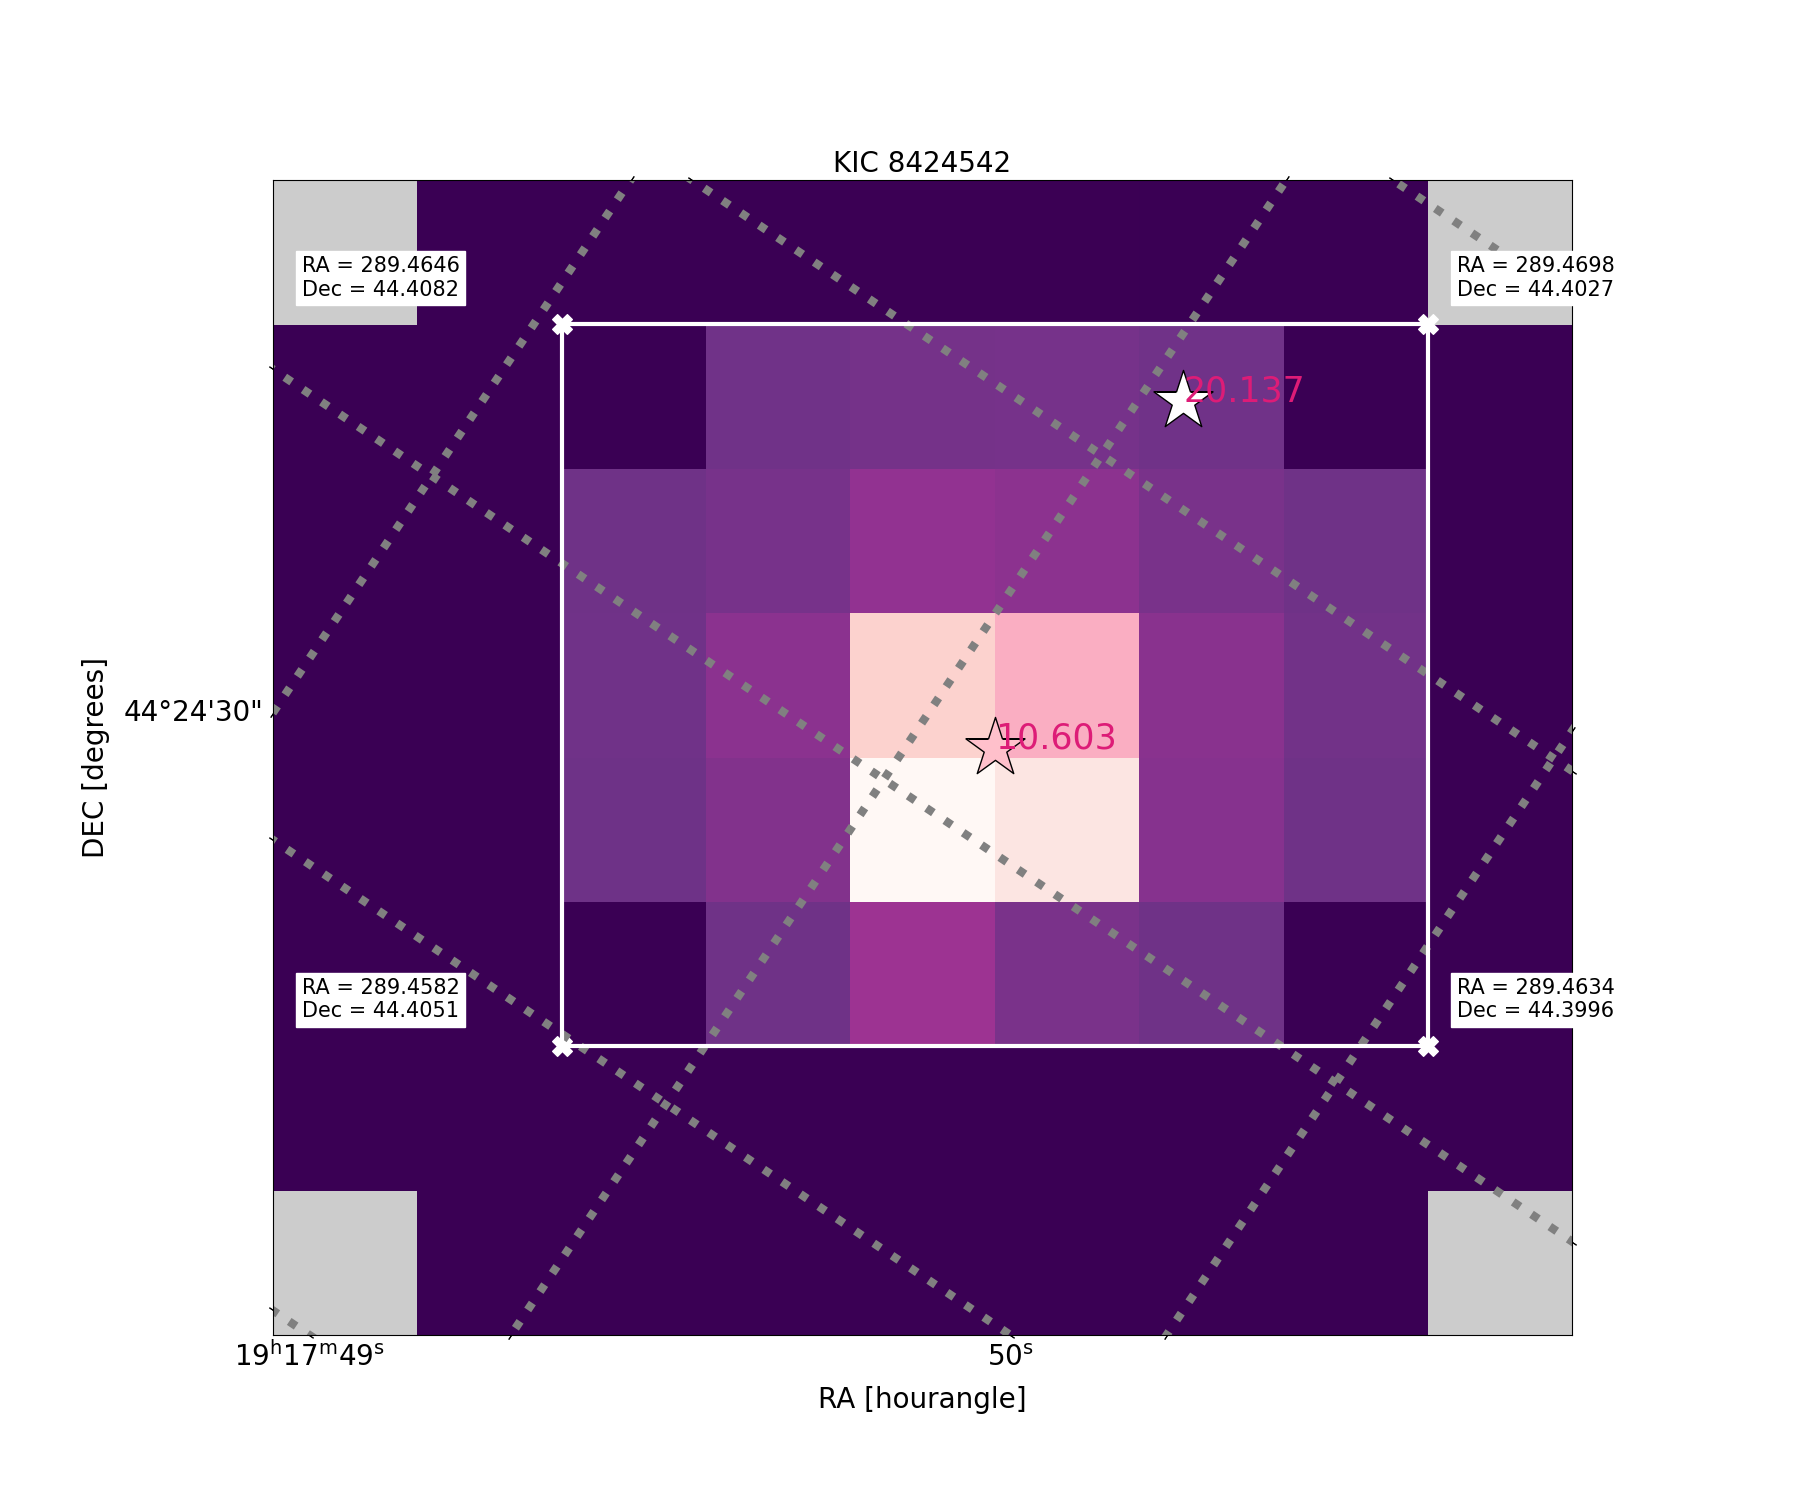 KIC 8424542
RA = 289.4646
Dec = 44.4082
RA = 289.4698
Dec = 44.4027
20.137
DEC [degrees]
44°24'30"
10.603
RA = 289.4582
Dec = 44.4051
RA = 289.4634
Dec = 44.3996
19ʰ17ᵐ49ˢ
50ˢ
RA [hourangle]